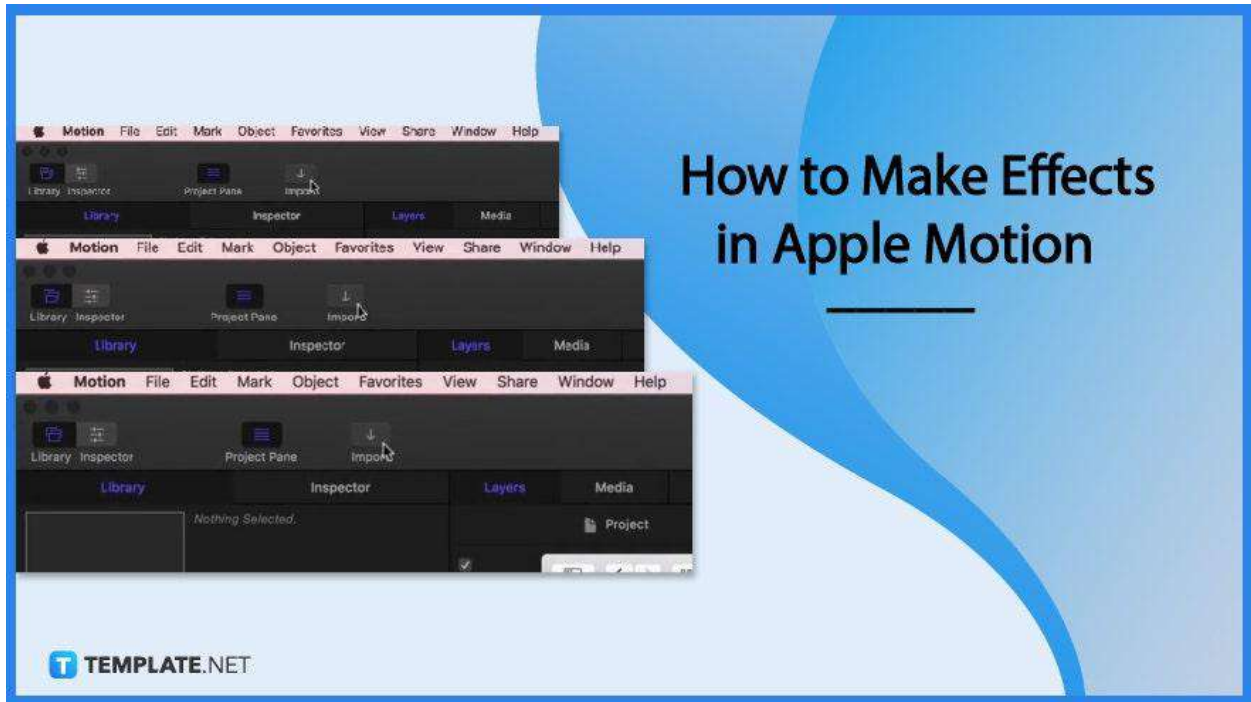 Motion File Edit Mark Object Favorites View Share Window Help
Library Inspector Project Pane Import
Library Inspector Layers Media
Motion File Edit Mark Object Favorites View Share Window Help
Library Inspector Project Pane Import
Library Inspector Layers Media
Motion File Edit Mark Object Favorites View Share Window Help
Library Inspector Project Pane Import
Library Inspector Layers Media
Nothing Selected.
Project
How to Make Effects
in Apple Motion
T TEMPLATE.NET